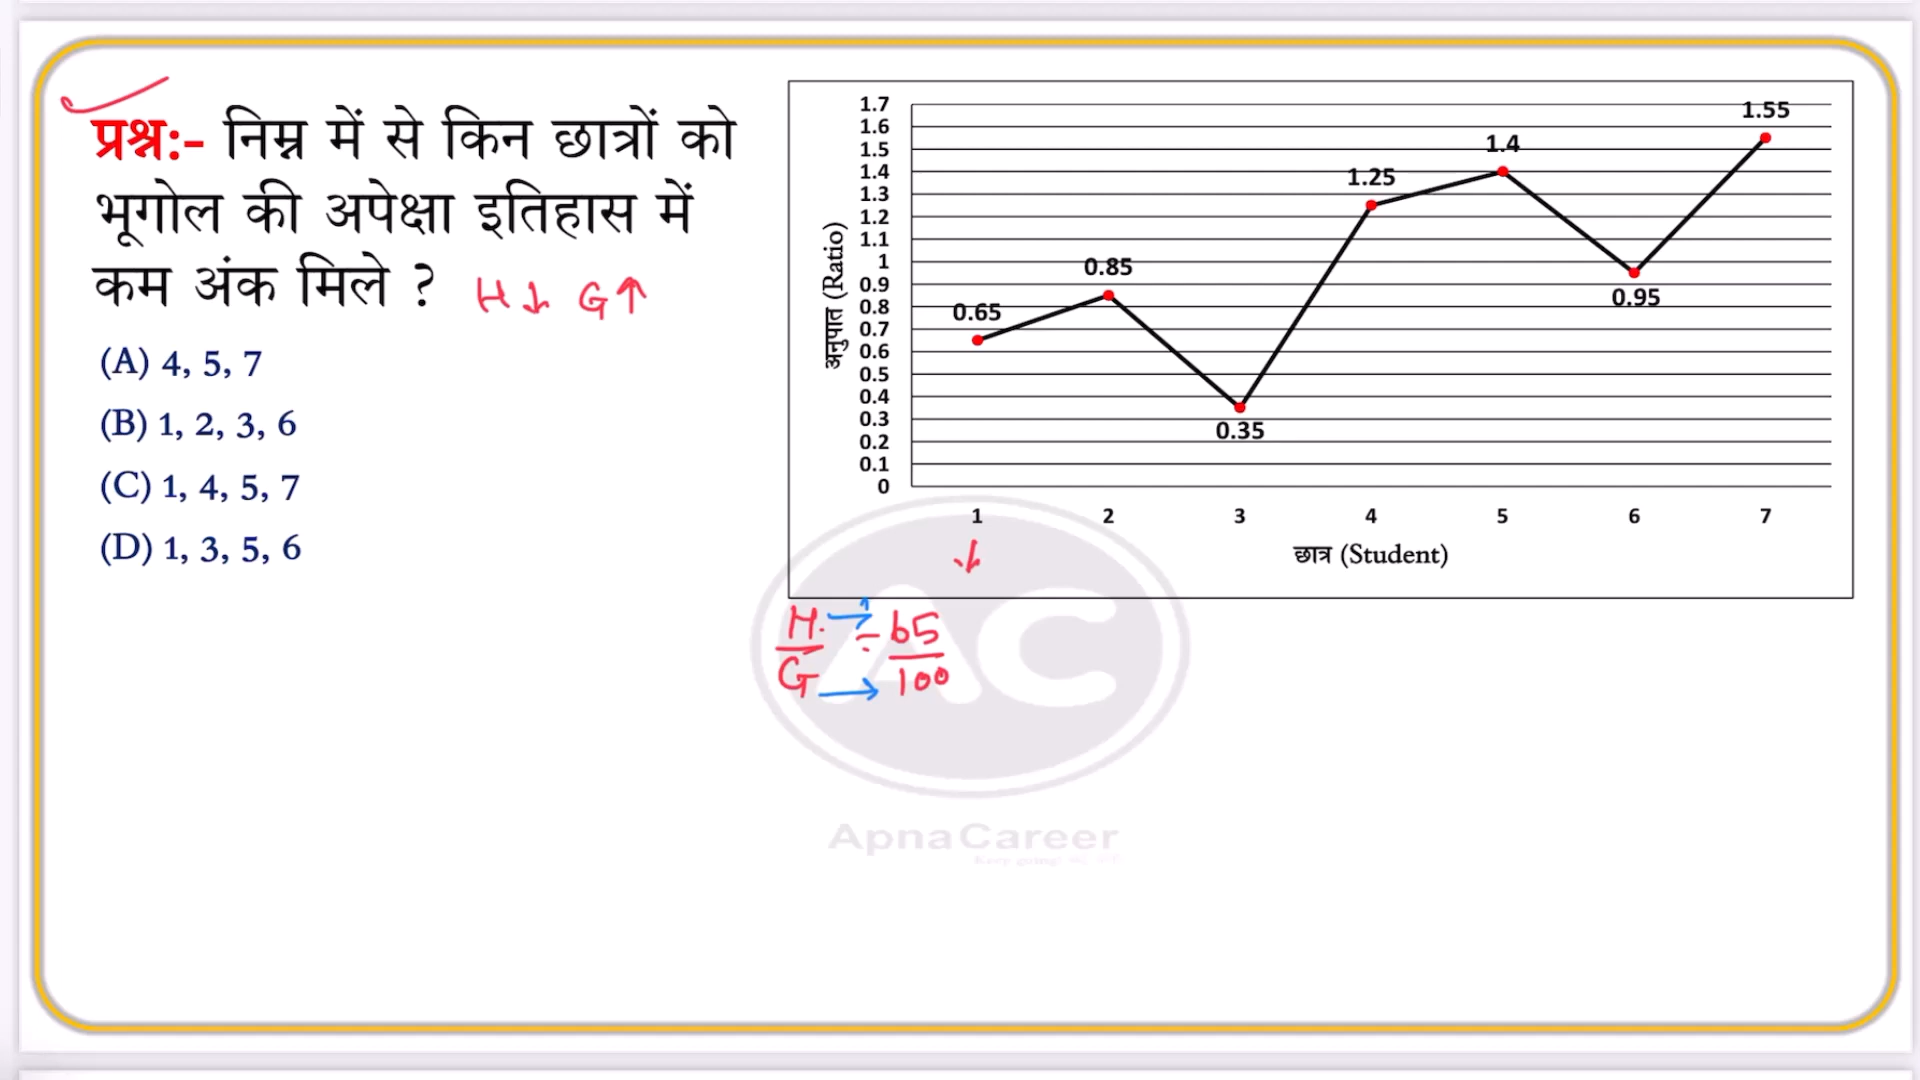 प्रश्न:- निम्न में से किन छात्रों को
भूगोल की अपेक्षा इतिहास में
कम अंक मिले ? H↓ G↑
(A) 4, 5, 7
(B) 1, 2, 3, 6
(C) 1, 4, 5, 7
(D) 1, 3, 5, 6
अनुपात (Ratio)
1.7
1.6
1.5
1.4
1.3
1.2
1.1
1
0.9
0.8
0.7
0.6
0.5
0.4
0.3
0.2
0.1
0
0.65
0.85
0.35
1.25
1.4
0.95
1.55
1 2 3 4 5 6 7
छात्र (Student)
H = 65
G 100
AC
ApnaCareer